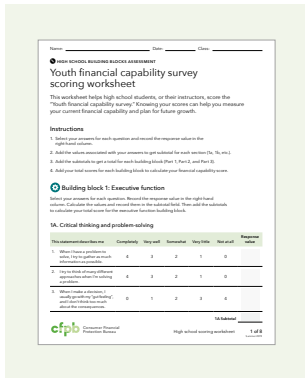 Name: Date: Class:
HIGH SCHOOL BUILDING BLOCKS ASSESSMENT
Youth financial capability survey
scoring worksheet
This worksheet helps high school students, or their instructors, score the
"Youth financial capability survey." Knowing your scores can help you measure
your current financial capability and plan for future growth.
Instructions
1. Select your answers for each question and record the response value in the
right hand column.
2. Add the values associated with your answers to get subtotal for each section (1a, 1b, etc.).
3. Add the subtotals to get a total for each building block (Part 1, Part 2, and Part 3).
4. Add your total scores for each building block to calculate your financial capability score.
Building block 1: Executive function
Select your answers for each question. Record the response value in the right hand
column. Calculate the values and record them in the subtotal field. Then add the subtotals
to calculate your total score for the executive function building block.
1A. Critical thinking and problem-solving
This statement describes me Completely Very well Somewhat Very little Not at all Response value
1. When I have a problem to
solve, I try to gather as much
information as possible.
4 3 2 1 0
2. I try to think of many different
approaches when I'm solving
a problem.
4 3 2 1 0
3. When I make a decision, I
usually go with my "gut feeling",
and I don't think too much
about the consequences.
0 1 2 3 4
1A Subtotal
cfpb Consumer Financial
Protection Bureau
High school scoring worksheet 1 of 8